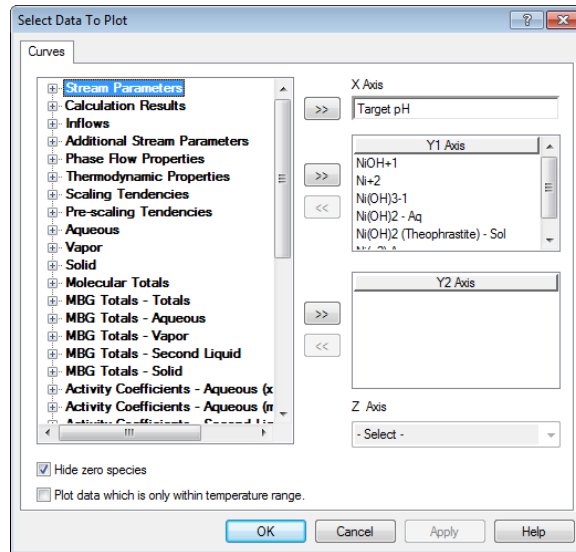 Select Data To Plot
Curves
Stream Parameters
Calculation Results
Inflows
Additional Stream Parameters
Phase Flow Properties
Thermodynamic Properties
Scaling Tendencies
Pre-scaling Tendencies
Aqueous
Vapor
Solid
Molecular Totals
MBG Totals - Totals
MBG Totals - Aqueous
MBG Totals - Vapor
MBG Totals - Second Liquid
MBG Totals - Solid
Activity Coefficients - Aqueous (x
Activity Coefficients - Aqueous (m
>>
X Axis
Target pH
>>
<<
Y1 Axis
NiOH+1
Ni+2
Ni(OH)3-1
Ni(OH)2 - Aq
Ni(OH)2 (Theophrastite) - Sol
>>
<<
Y2 Axis
Z Axis
- Select -
Hide zero species
Plot data which is only within temperature range.
OK
Cancel
Apply
Help